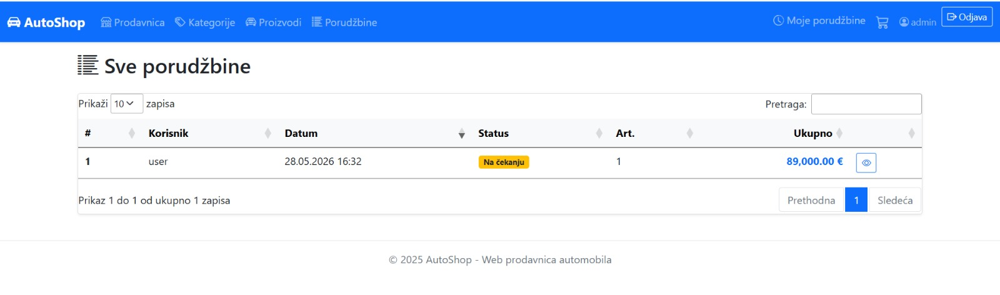 AutoShop Prodavnica Kategorije Proizvodi Porudžbine Moje porudžbine admin Odjava
Sve porudžbine
Prikaži 10 zapisa Pretraga:
# Korisnik Datum Status Art. Ukupno
1 user 28.05.2026 16:32 Na čekanju 1 89,000.00 €
Prikaz 1 do 1 od ukupno 1 zapisa Prethodna 1 Sledeća
© 2025 AutoShop - Web prodavnica automobila